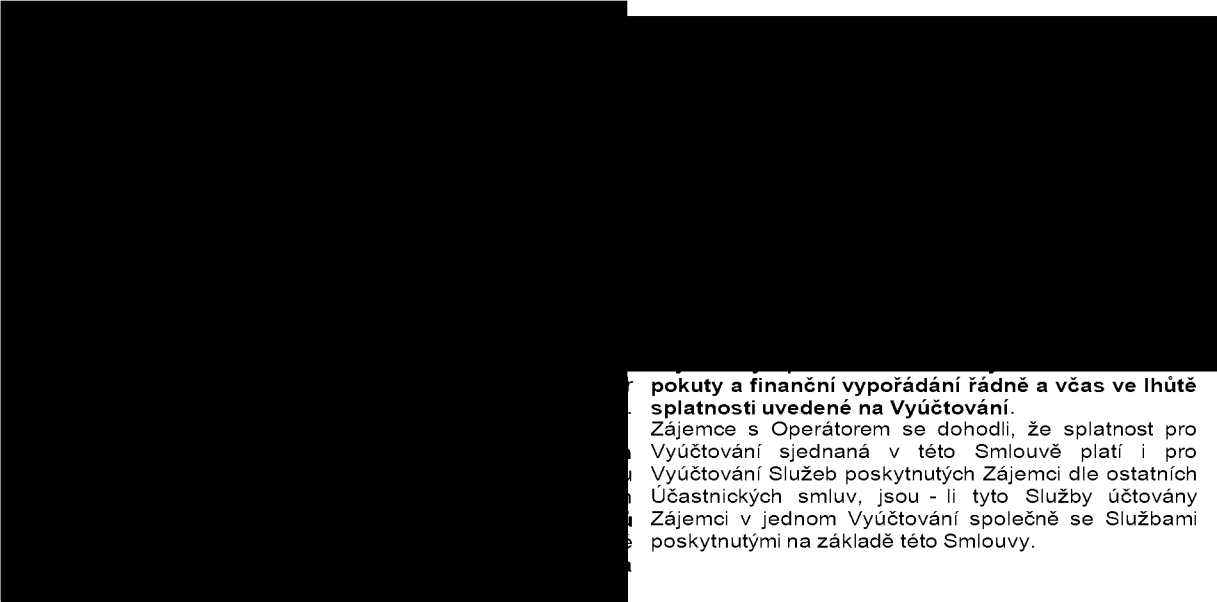 pokuty a finanční vypořádání řádně a včas ve lhůtě
splatnosti uvedené na Vyúčtování.
Zájemce s Operátorem se dohodli, že splatnost pro
Vyúčtování sjednaná v této Smlouvě platí i pro
Vyúčtování Služeb poskytnutých Zájemci dle ostatních
Účastnických smluv, jsou - li tyto Služby účtovány
Zájemci v jednom Vyúčtování společně se Službami
poskytnutými na základě této Smlouvy.